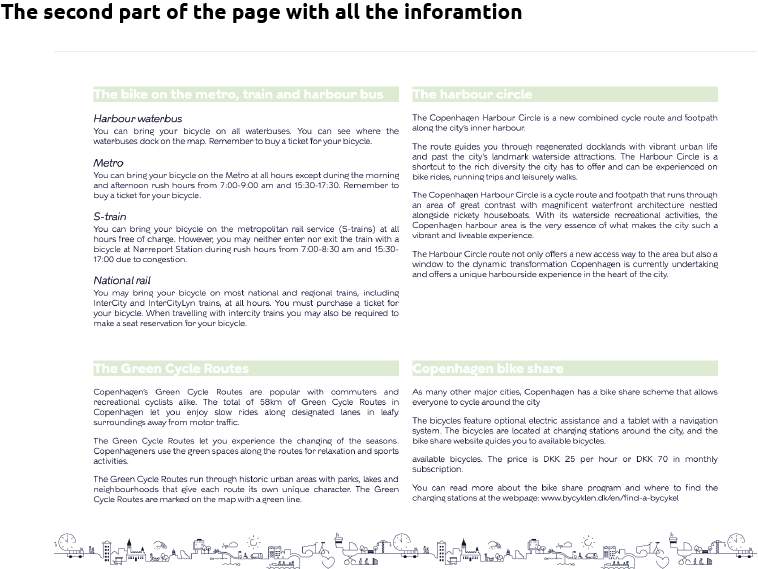 The second part of the page with all the inforamtion
The bike on the metro, train and harbour bus
Harbour waterbus
You can bring your bicycle on all waterbuses. You can see where the
waterbuses dock on the map. Remember to buy a ticket for your bicycle.
Metro
You can bring your bicycle on the Metro at all hours except during the morning
and afternoon rush hours from 7:00-9:00 am and 15:30-17:30. Remember to
buy a ticket for your bicycle.
S-train
You can bring your bicycle on the metropolitan rail service (S-trains) at all
hours free of charge. However, you may neither enter nor exit the train with a
bicycle at Nørreport Station during rush hours from 7:00-8:30 am and 15:30-
17:00 due to congestion.
National rail
You may bring your bicycle on most national and regional trains, including
InterCity and InterCityLyn trains, at all hours. You must purchase a ticket for
your bicycle. When travelling with intercity trains you may also be required to
make a seat reservation for your bicycle.
The harbour circle
The Copenhagen Harbour Circle is a new combined cycle route and footpath
along the city's inner harbour.
The route guides you through regenerated docklands with vibrant urban life
and past the city's landmark waterside attractions. The Harbour Circle is a
shortcut to the rich diversity the city has to offer and can be experienced on
bike rides, running trips and leisurely walks.
The Copenhagen Harbour Circle is a cycle route and footpath that runs through
an area of great contrast with magnificent waterfront architecture nestled
alongside rickety houseboats. With its waterside recreational activities, the
Copenhagen harbour area is the very essence of what makes the city such a
vibrant and liveable experience.
The Harbour Circle route not only offers a new access way to the area but also a
window to the dynamic transformation Copenhagen is currently undertaking
and offers a unique harbourside experience in the heart of the city.
The Green Cycle Routes
Copenhagen's Green Cycle Routes are popular with commuters and
recreational cyclists alike. The total of 58km of Green Cycle Routes in
Copenhagen let you enjoy slow rides along designated lanes in leafy
surroundings away from motor traffic.
The Green Cycle Routes let you experience the changing of the seasons.
Copenhageners use the green spaces along the routes for relaxation and sports
activities.
The Green Cycle Routes run through historic urban areas with parks, lakes and
neighbourhoods that give each route its own unique character. The Green
Cycle Routes are marked on the map with a green line.
Copenhagen bike share
As many other major cities, Copenhagen has a bike share scheme that allows
everyone to cycle around the city
The bicycles feature optional electric assistance and a tablet with a navigation
system. The bicycles are located at charging stations around the city, and the
bike share website guides you to available bicycles.
available bicycles. The price is DKK 25 per hour or DKK 70 in monthly
subscription.
You can read more about the bike share program and where to find the
charging stations at the webpage: www.bycyklen.dk/en/find-a-bycykel